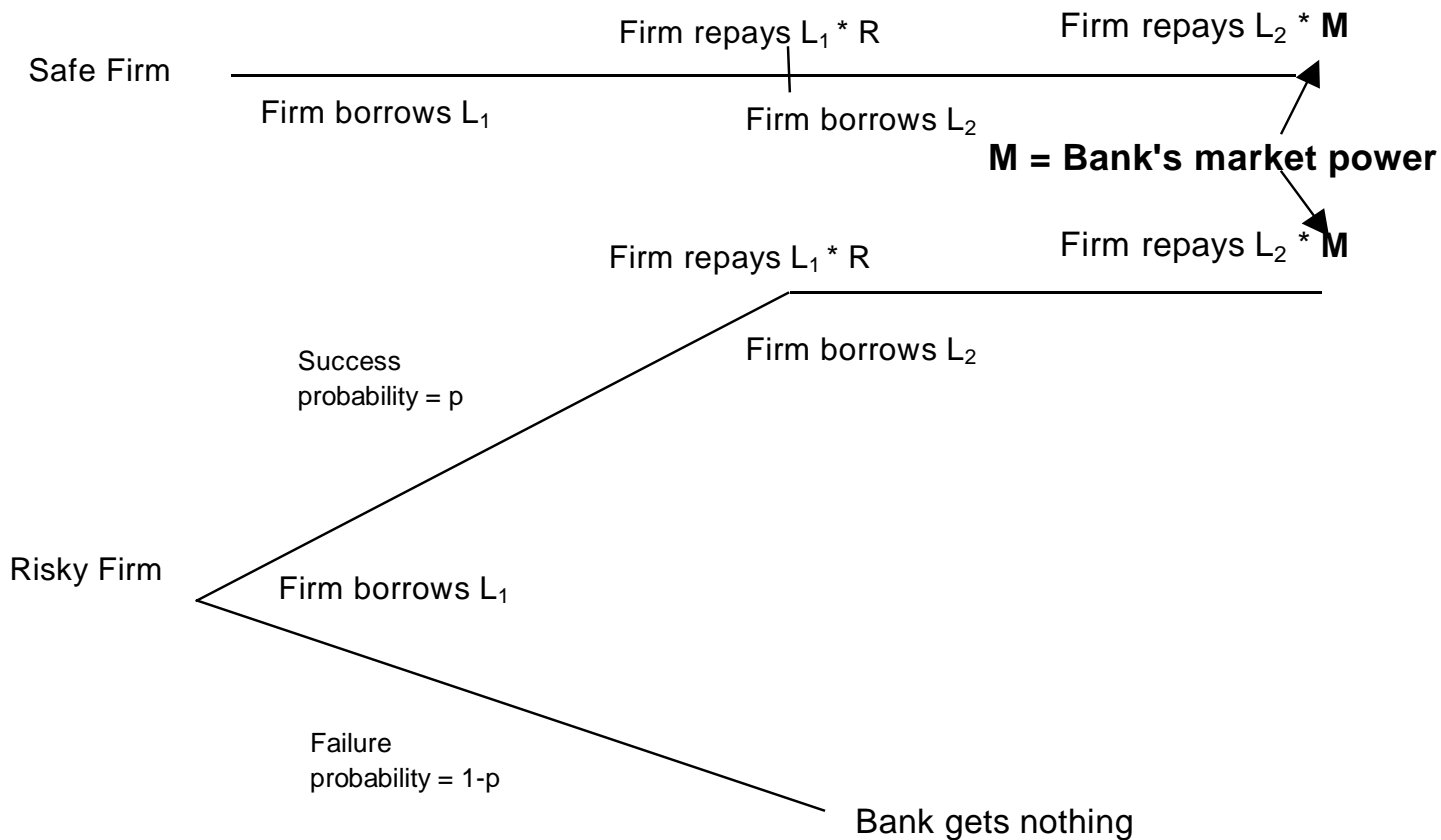 Firm repays L₁ * R
Firm repays L₂ * M
Safe Firm
Firm borrows L₁
Firm borrows L₂
M = Bank's market power
Firm repays L₁ * R
Firm repays L₂ * M
Firm borrows L₂
Success
probability = p
Risky Firm
Firm borrows L₁
Failure
probability = 1-p
Bank gets nothing